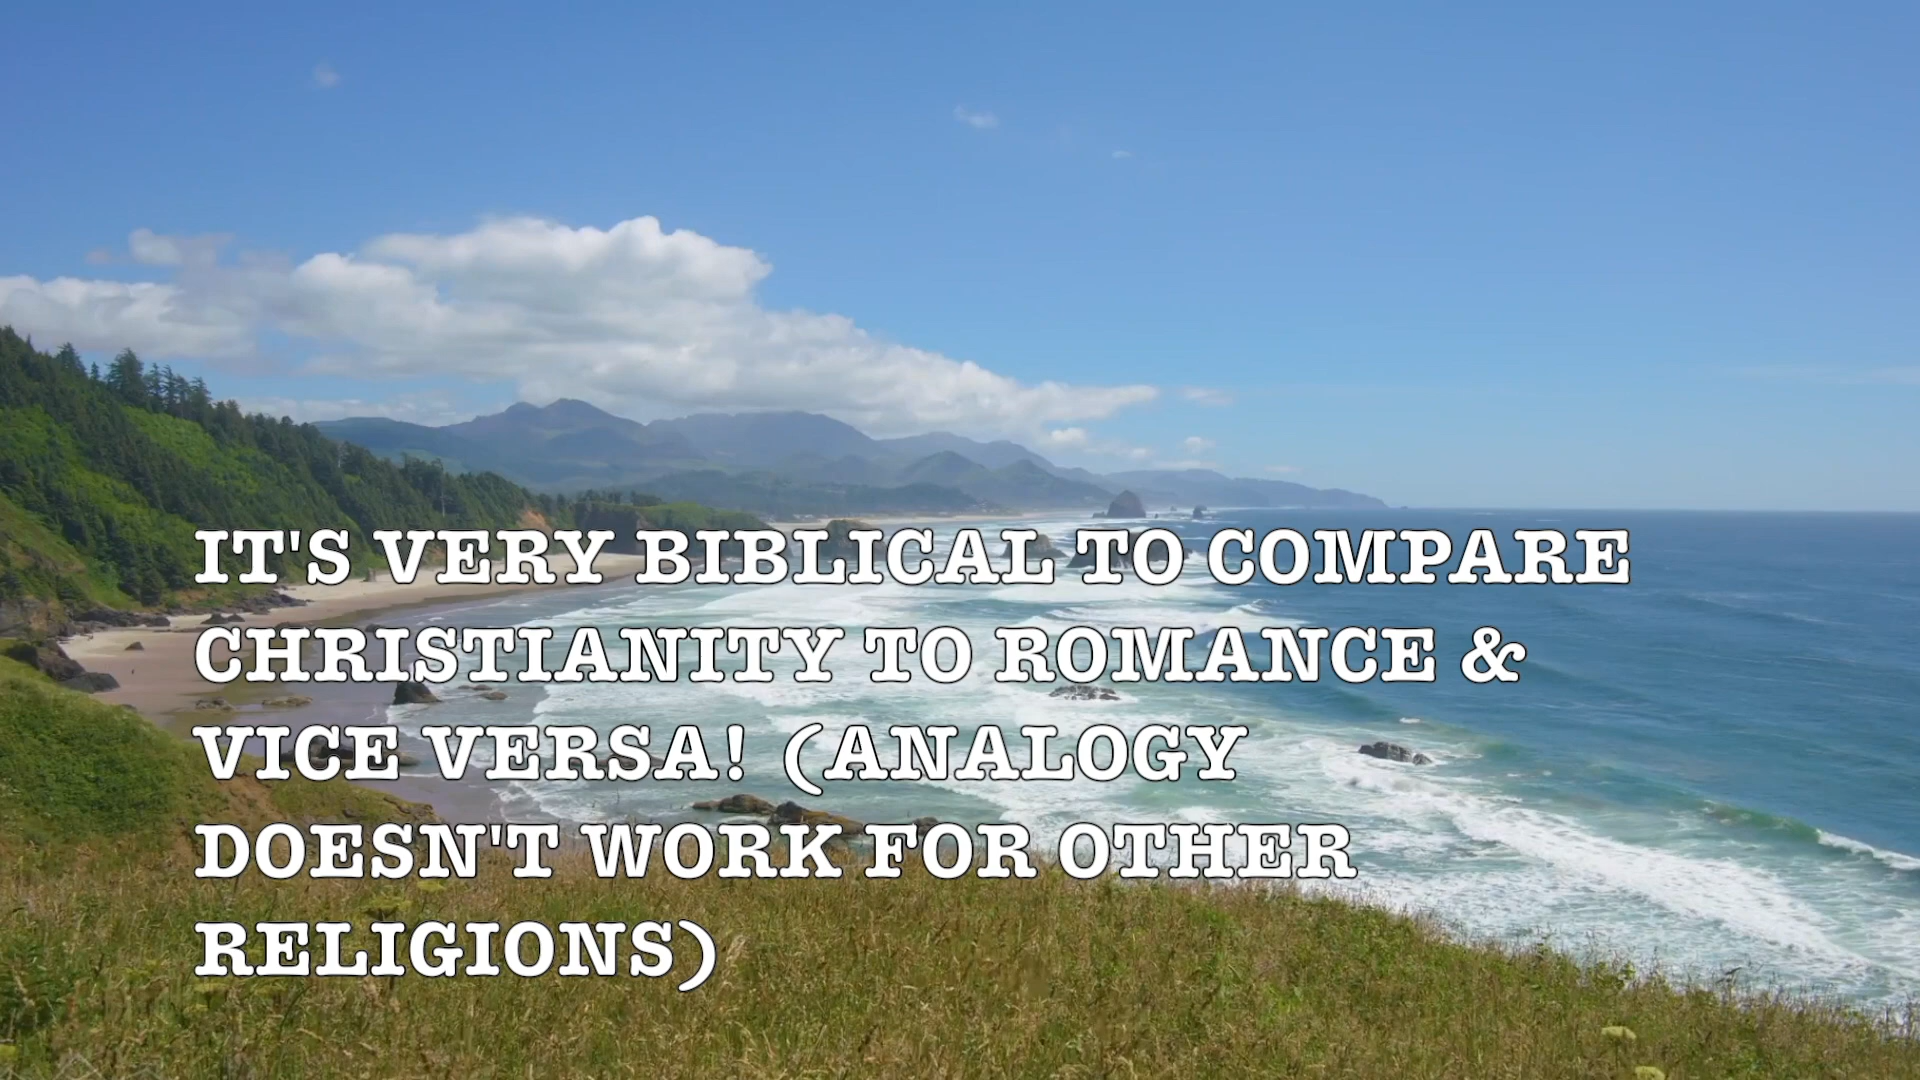 IT'S VERY BIBLICAL TO COMPARE
CHRISTIANITY TO ROMANCE &
VICE VERSA! (ANALOGY
DOESN'T WORK FOR OTHER
RELIGIONS)